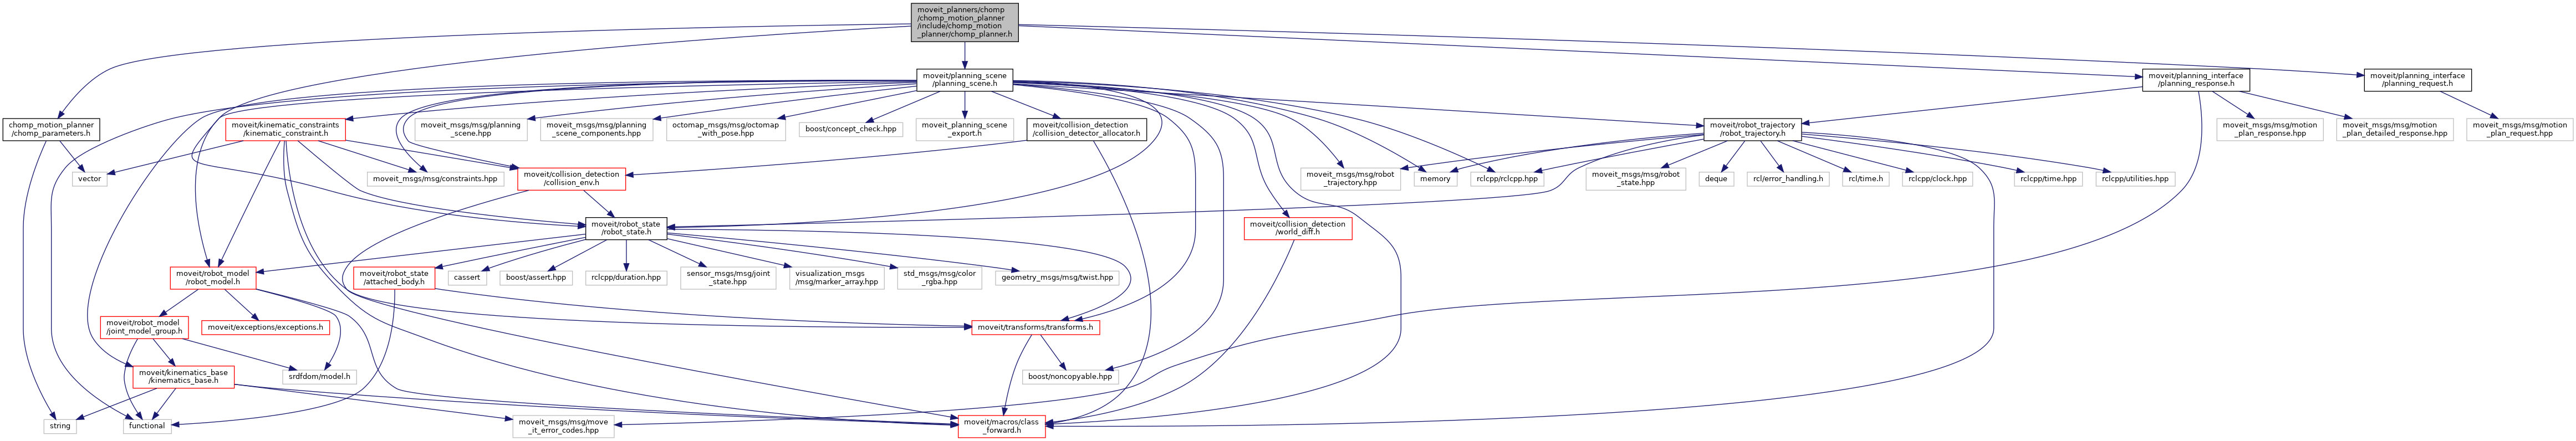 moveit_planners/chomp
/chomp_motion_planner
/include/chomp_motion
_planner/chomp_planner.h
moveit/planning_scene
/planning_scene.h
moveit/planning_interface
/planning_response.h
moveit/planning_interface
/planning_request.h
chomp_motion_planner
/chomp_parameters.h
moveit/kinematic_constraints
/kinematic_constraint.h
moveit_msgs/msg/planning
_scene.hpp
moveit_msgs/msg/planning
_scene_components.hpp
octomap_msgs/msg/octomap
_with_pose.hpp
boost/concept_check.hpp
moveit_planning_scene
_export.h
moveit/collision_detection
/collision_detector_allocator.h
moveit/robot_trajectory
/robot_trajectory.h
moveit_msgs/msg/motion
_plan_response.hpp
moveit_msgs/msg/motion
_plan_detailed_response.hpp
moveit_msgs/msg/motion
_plan_request.hpp
vector
moveit_msgs/msg/constraints.hpp
moveit/collision_detection
/collision_env.h
moveit_msgs/msg/robot
_trajectory.hpp
memory
rclcpp/rclcpp.hpp
moveit_msgs/msg/robot
_state.hpp
deque
rcl/error_handling.h
rcl/time.h
rclcpp/clock.hpp
rclcpp/time.hpp
rclcpp/utilities.hpp
moveit/robot_state
/robot_state.h
moveit/collision_detection
/world_diff.h
moveit/robot_model
/robot_model.h
moveit/robot_state
/attached_body.h
cassert
boost/assert.hpp
rclcpp/duration.hpp
sensor_msgs/msg/joint
_state.hpp
visualization_msgs
/msg/marker_array.hpp
std_msgs/msg/color
_rgba.hpp
geometry_msgs/msg/twist.hpp
moveit/robot_model
/joint_model_group.h
moveit/exceptions/exceptions.h
moveit/transforms/transforms.h
moveit/kinematics_base
/kinematics_base.h
srdfdom/model.h
boost/noncopyable.hpp
string
functional
moveit_msgs/msg/move
_it_error_codes.hpp
moveit/macros/class
_forward.h